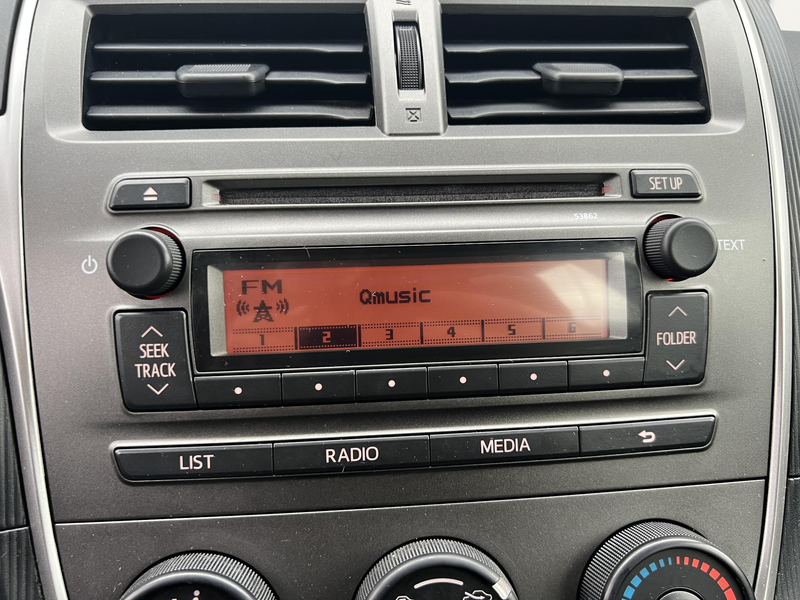 SET UP
53862
TEXT
FM
Qmusic
1 2 3 4 5 6
SEEK
TRACK
FOLDER
LIST
RADIO
MEDIA